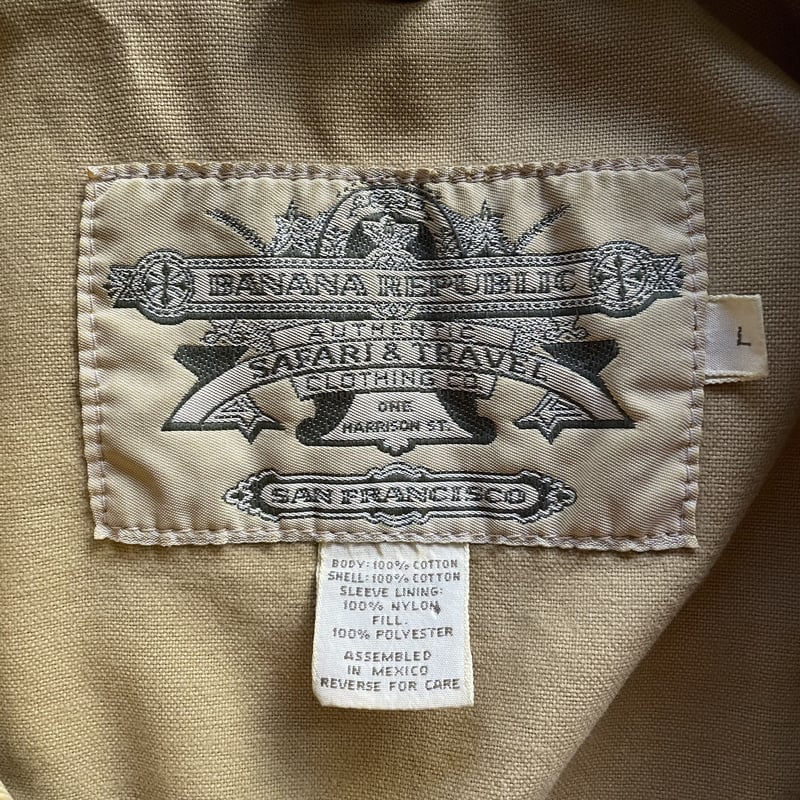 BANANA REPUBLIC
AUTHENTIC
SAFARI & TRAVEL
CLOTHING CO.
ONE
HARRISON ST.
SAN FRANCISCO
L
BODY: 100% COTTON
SHELL: 100% COTTON
SLEEVE LINING:
100% NYLON
FILL.
100% POLYESTER
ASSEMBLED
IN MEXICO
REVERSE FOR CARE